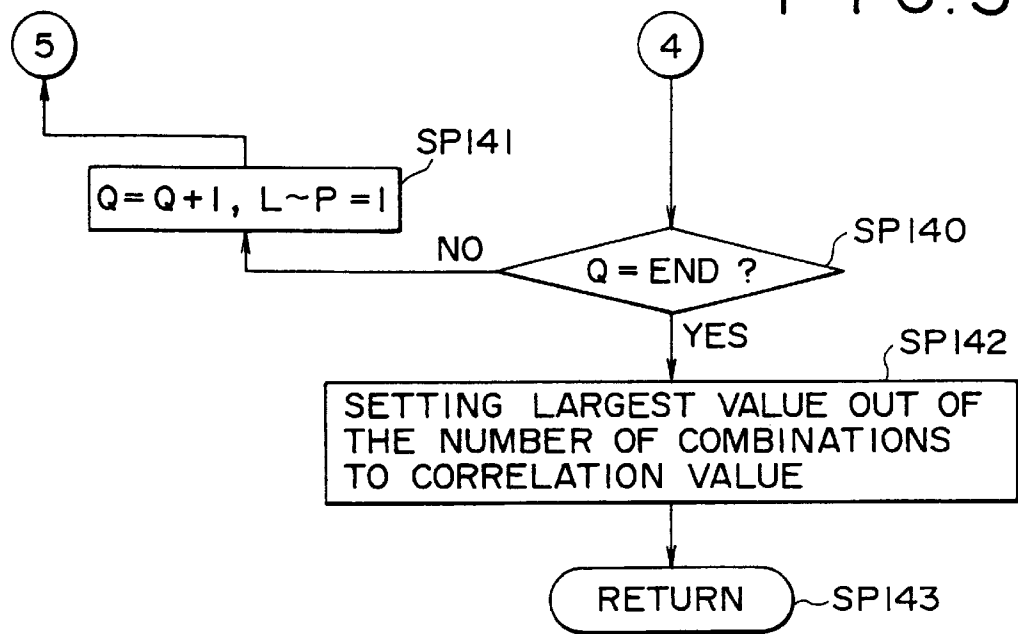 5
4
SP141
Q=Q+1, L~P=1
NO
Q=END ?
SP140
YES
SP142
SETTING LARGEST VALUE OUT OF
THE NUMBER OF COMBINATIONS
TO CORRELATION VALUE
RETURN
SP143